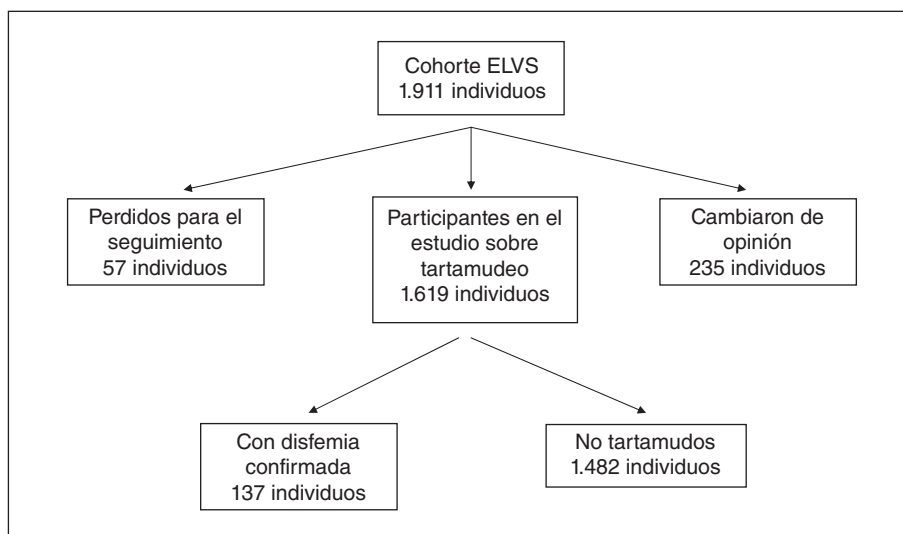 Cohorte ELVS
1.911 individuos
Perdidos para el
seguimiento
57 individuos
Participantes en el
estudio sobre
tartamudeo
1.619 individuos
Cambiaron de
opinión
235 individuos
Con disfemia
confirmada
137 individuos
No tartamudos
1.482 individuos